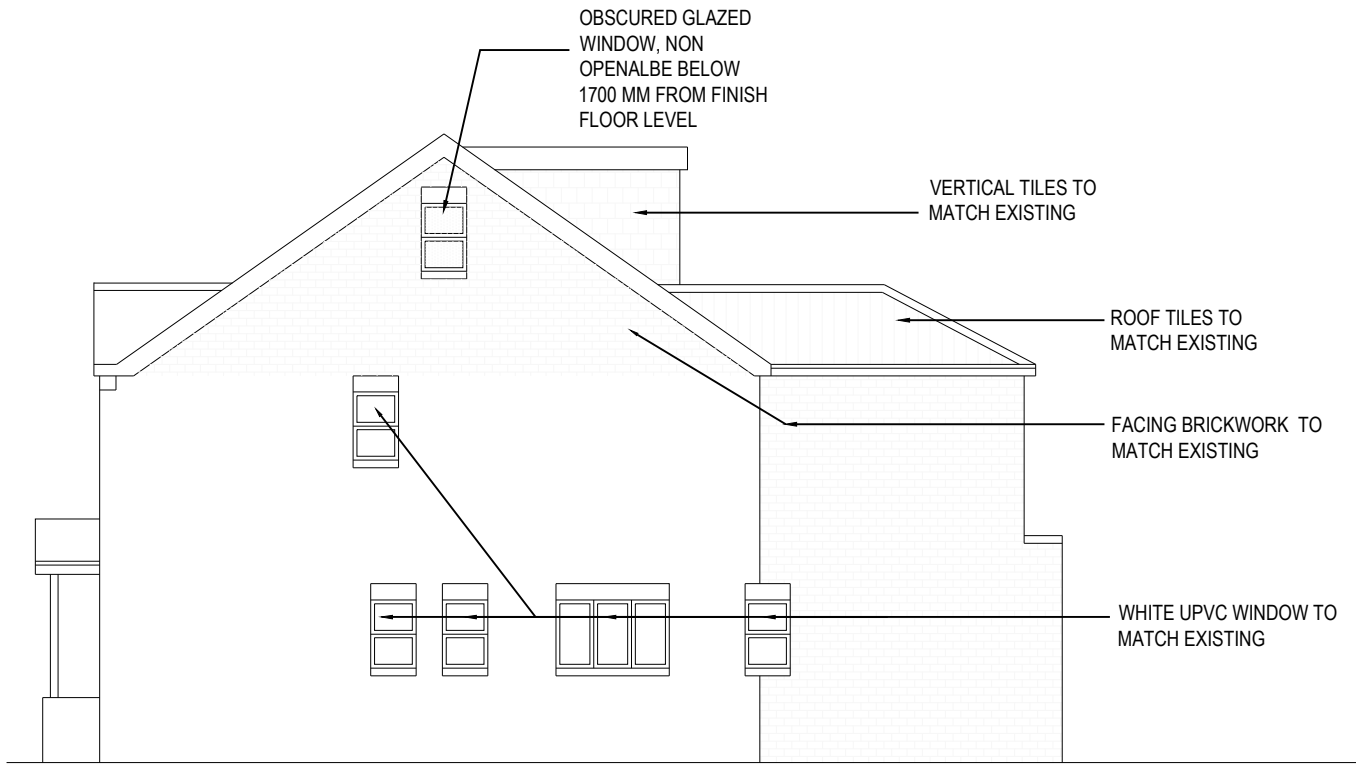 OBSCURED GLAZED
WINDOW, NON
OPENALBE BELOW
1700 MM FROM FINISH
FLOOR LEVEL
VERTICAL TILES TO
MATCH EXISTING
ROOF TILES TO
MATCH EXISTING
FACING BRICKWORK TO
MATCH EXISTING
WHITE UPVC WINDOW TO
MATCH EXISTING